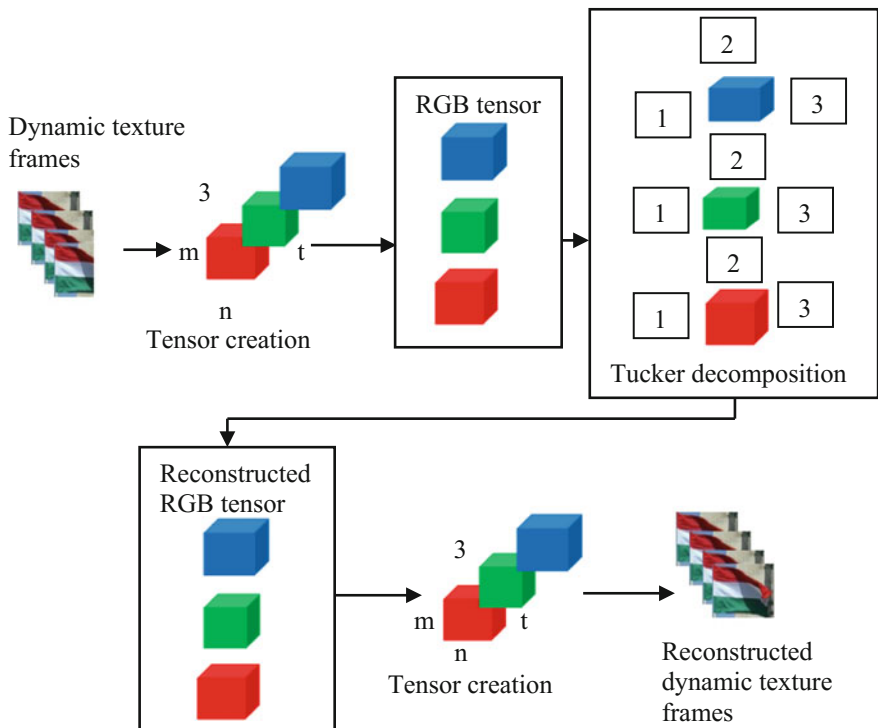 Dynamic texture
frames
3
m
t
n
Tensor creation
RGB tensor
2
1
3
2
1
3
2
1
3
Tucker decomposition
Reconstructed
RGB tensor
3
m
t
n
Tensor creation
Reconstructed
dynamic texture
frames